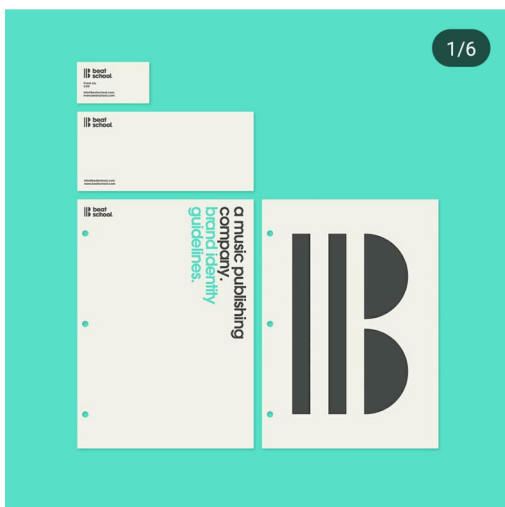 1/6
beat
school.
beat
school.
beat
school.
a music publishing
company.
brand identity
guidelines.